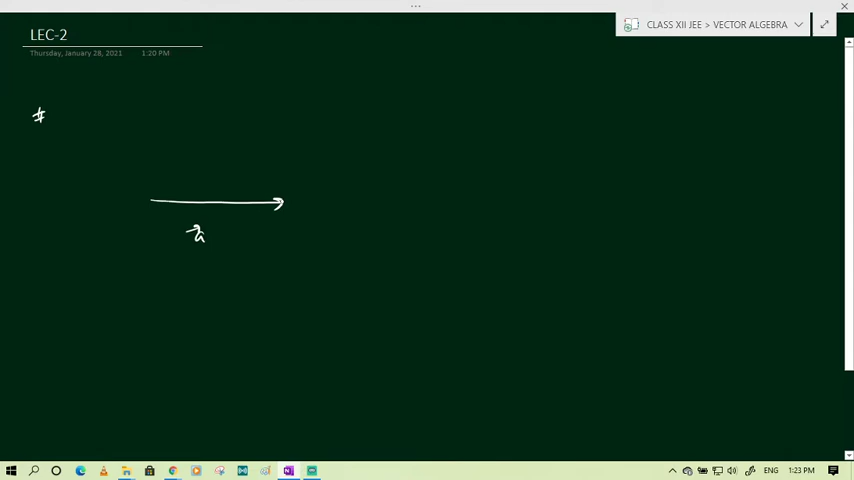 ...
CLASS XII JEE > VECTOR ALGEBRA
LEC-2
Thursday, January 28, 2021 1:20 PM
#
a⃗
ENG 1:23 PM